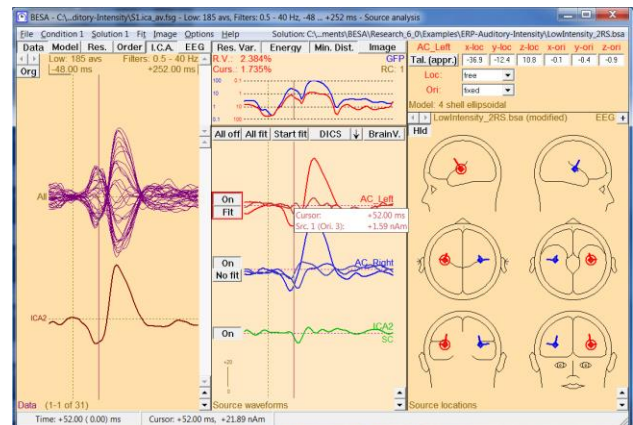 BESA - C:\...ditory-Intensity\S1.ica_av.fsg - Low: 185 avs, Filters: 0.5 - 40 Hz, -48 ... +252 ms - Source analysis
File Condition 1 Solution 1 Fit Image Options Help Solution: C:\...ments\BESA\Research_6_0\Examples\ERP-Auditory-Intensity\LowIntensity_2RS.bsa
Data Model Res. Order I.C.A. EEG Res. Var. Energy Min. Dist. Image AC_Left x-loc y-loc z-loc x-ori y-ori z-ori
Org Low: 185 avs Filters: 0.5 - 40 Hz R.V.: 2.384% GFP Tal. (appr.) -36.9 -12.4 10.8 -0.1 -0.4 -0.9
-48.00 ms +252.00 ms Curs.: 1.735% RC: 1 Loc: free
Ori: fixed
Model: 4 shell ellipsoidal
LowIntensity_2RS.bsa (modified) EEG +
All off All fit Start fit DICS BrainV. Hld
All
On AC_Left
Fit
Cursor: +52.00 ms
Src. 1 (Ori. 3): +1.59 nAm
On AC_Right
No fit
ICA2
On ICA2
SC
+20
0
Data (1-1 of 31) Source waveforms Source locations
Time: +52.00 ( 0.00) ms Cursor: +52.00 ms, +21.89 nAm